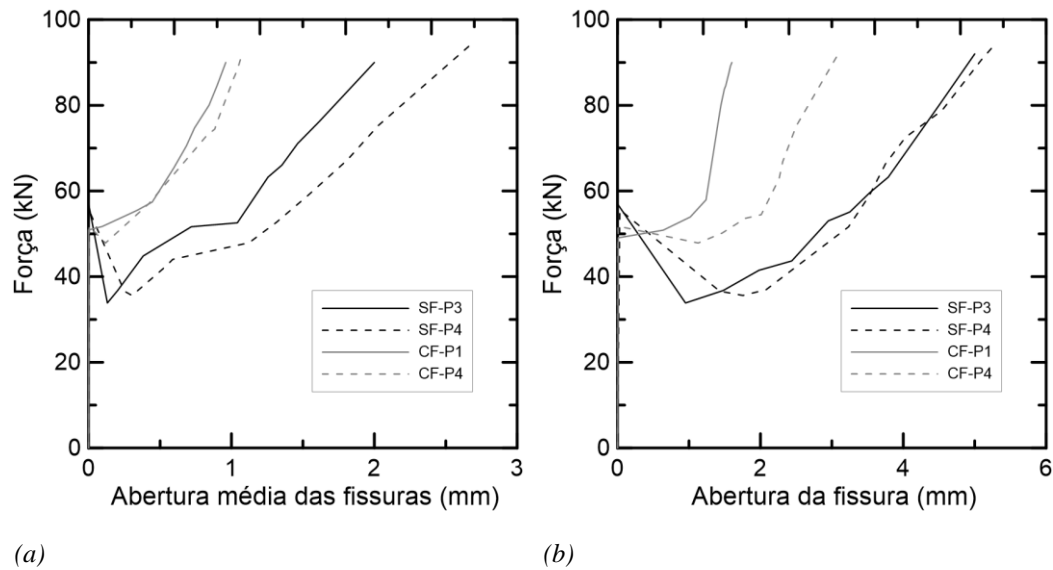 100
80
60
40
20
0
Força (kN)
0 1 2 3
Abertura média das fissuras (mm)
SF-P3
SF-P4
CF-P1
CF-P4
(a)
100
80
60
40
20
0
Força (kN)
0 2 4 6
Abertura da fissura (mm)
SF-P3
SF-P4
CF-P1
CF-P4
(b)